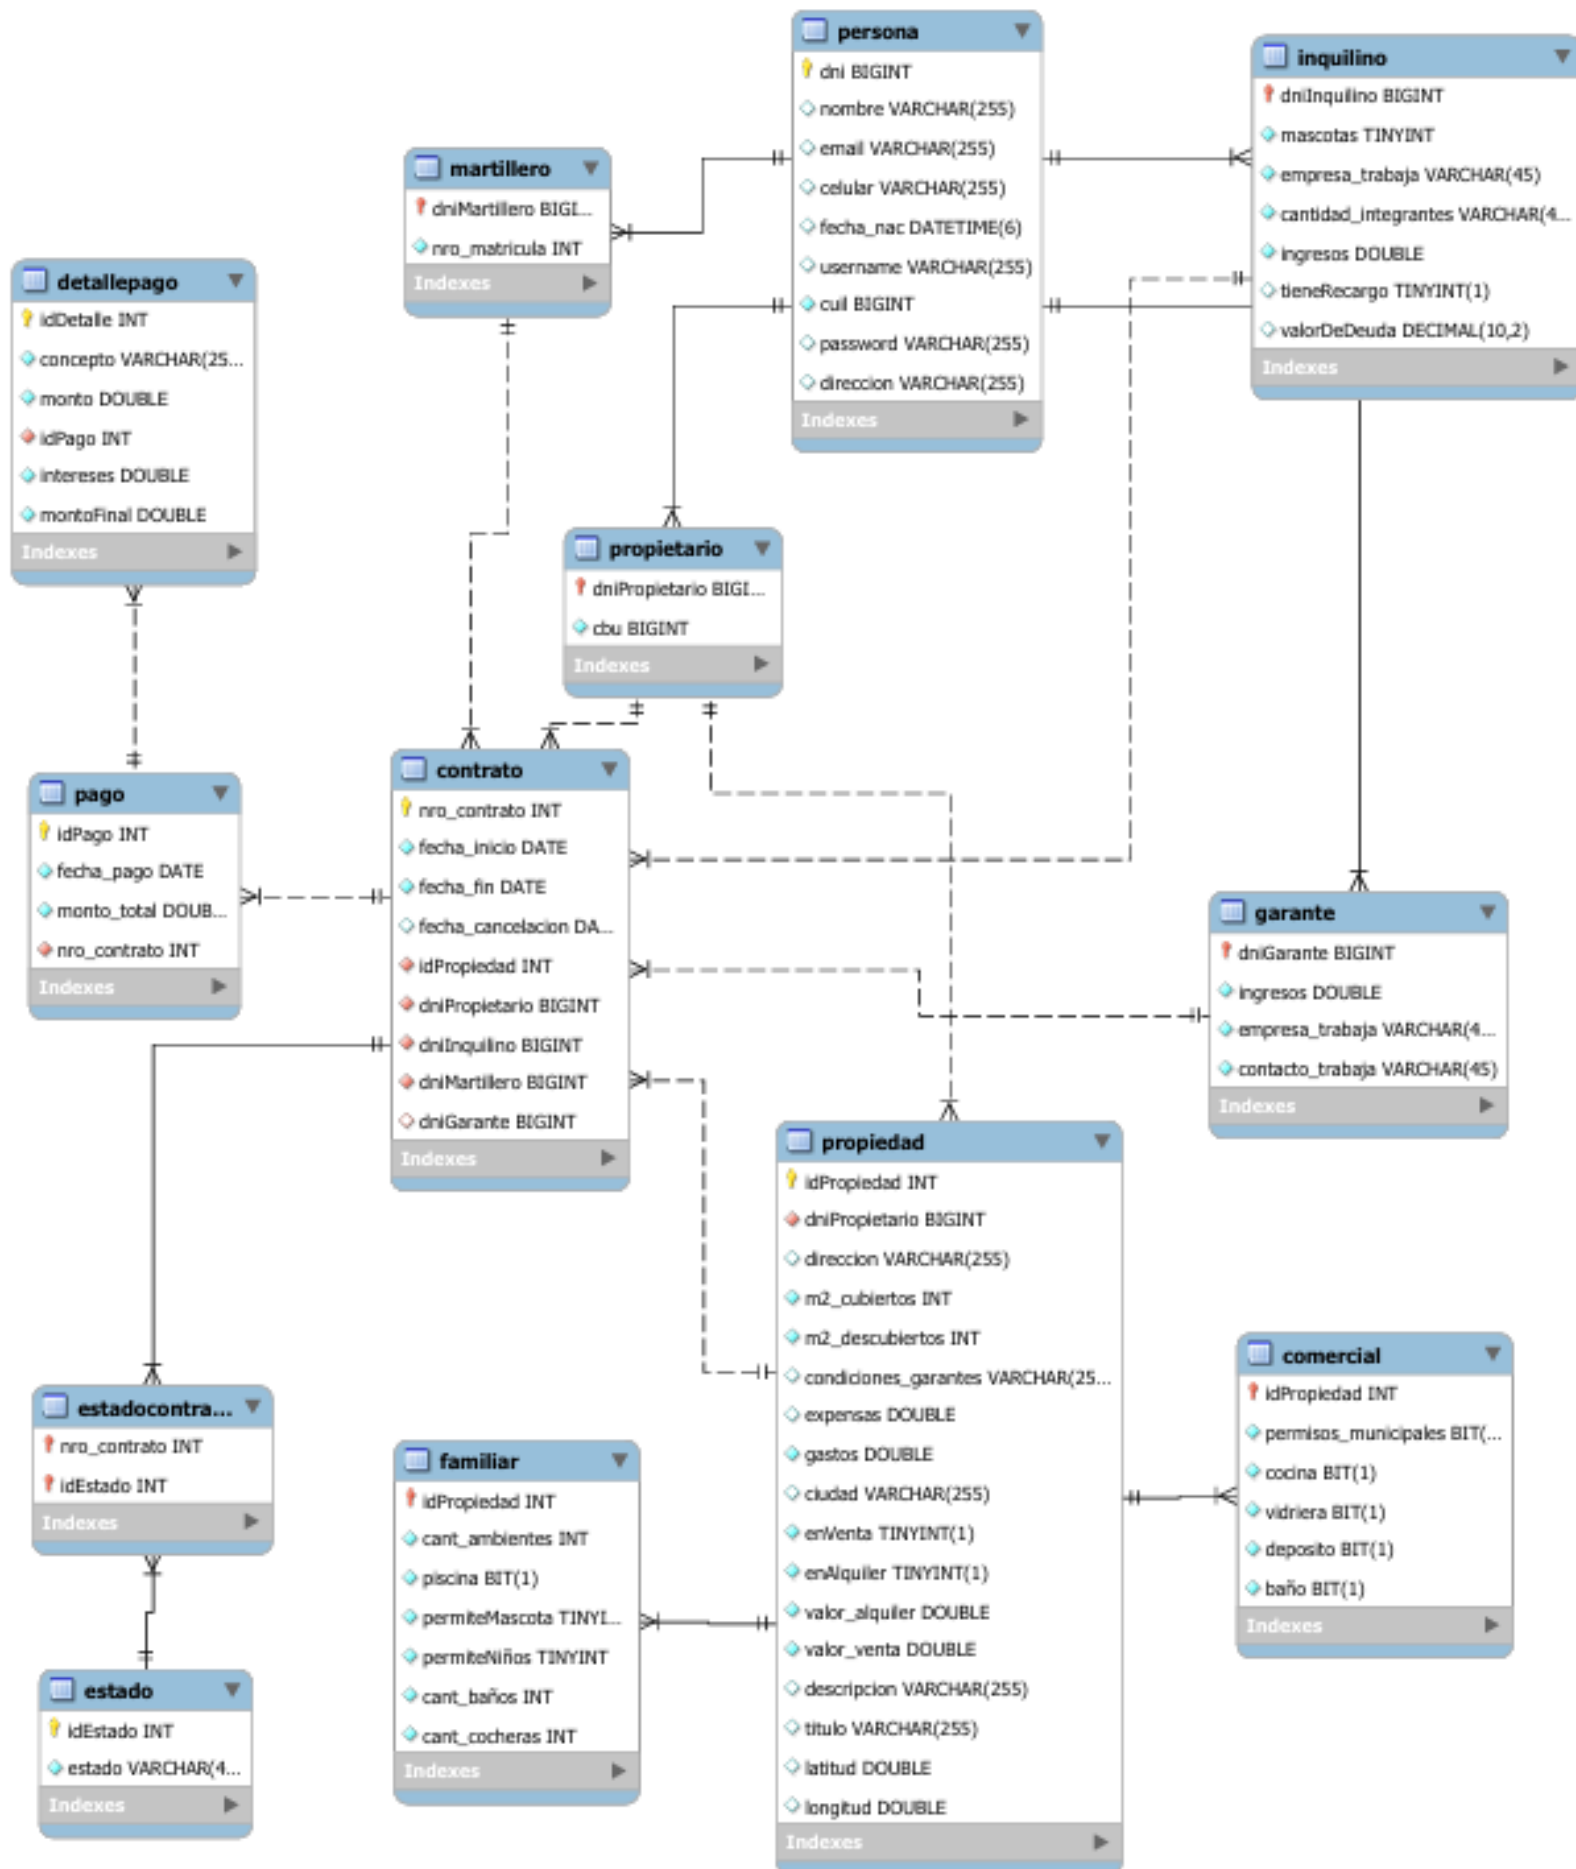 persona
dni BIGINT
nombre VARCHAR(255)
email VARCHAR(255)
celular VARCHAR(255)
fecha_nac DATETIME(6)
username VARCHAR(255)
cuil BIGINT
password VARCHAR(255)
direccion VARCHAR(255)
Indexes
inquilino
dniInquilino BIGINT
mascotas TINYINT
empresa_trabaja VARCHAR(45)
cantidad_integrantes VARCHAR(4...
ingresos DOUBLE
tieneRecargo TINYINT(1)
valorDeDeuda DECIMAL(10,2)
Indexes
martillero
dniMartillero BIGI...
nro_matricula INT
Indexes
detallepago
idDetalle INT
concepto VARCHAR(25...
monto DOUBLE
idPago INT
intereses DOUBLE
montoFinal DOUBLE
Indexes
propietario
dniPropietario BIGI...
cbu BIGINT
Indexes
pago
idPago INT
fecha_pago DATE
monto_total DOUB...
nro_contrato INT
Indexes
contrato
nro_contrato INT
fecha_inicio DATE
fecha_fin DATE
fecha_cancelacion DA...
idPropiedad INT
dniPropietario BIGINT
dniInquilino BIGINT
dniMartillero BIGINT
dniGarante BIGINT
Indexes
garante
dniGarante BIGINT
ingresos DOUBLE
empresa_trabaja VARCHAR(4...
contacto_trabaja VARCHAR(45)
Indexes
propiedad
idPropiedad INT
dniPropietario BIGINT
direccion VARCHAR(255)
m2_cubiertos INT
m2_descubiertos INT
condiciones_garantes VARCHAR(25...
expensas DOUBLE
gastos DOUBLE
ciudad VARCHAR(255)
enVenta TINYINT(1)
enAlquiler TINYINT(1)
valor_alquiler DOUBLE
valor_venta DOUBLE
descripcion VARCHAR(255)
titulo VARCHAR(255)
latitud DOUBLE
longitud DOUBLE
Indexes
comercial
idPropiedad INT
permisos_municipales BIT(...
cocina BIT(1)
vidriera BIT(1)
deposito BIT(1)
baño BIT(1)
Indexes
estadocontra...
nro_contrato INT
idEstado INT
Indexes
familiar
idPropiedad INT
cant_ambientes INT
piscina BIT(1)
permiteMascota TINYI...
permiteNiños TINYINT
cant_baños INT
cant_cocheras INT
Indexes
estado
idEstado INT
estado VARCHAR(4...
Indexes